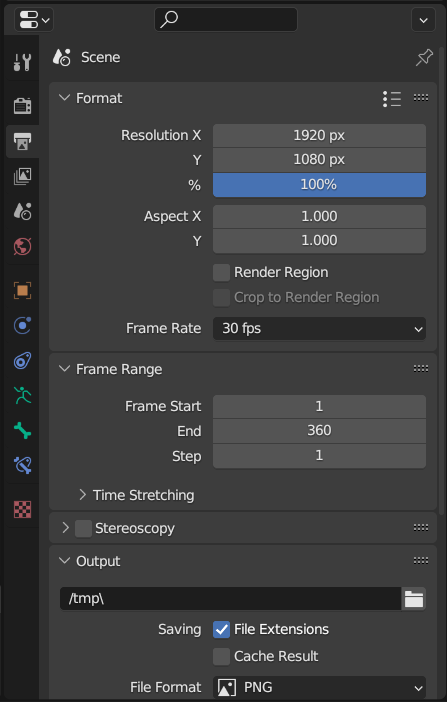 Scene
Format
Resolution X 1920 px
Y 1080 px
% 100%
Aspect X 1.000
Y 1.000
Render Region
Crop to Render Region
Frame Rate 30 fps
Frame Range
Frame Start 1
End 360
Step 1
Time Stretching
Stereoscopy
Output
/tmp\
Saving File Extensions
Cache Result
File Format PNG